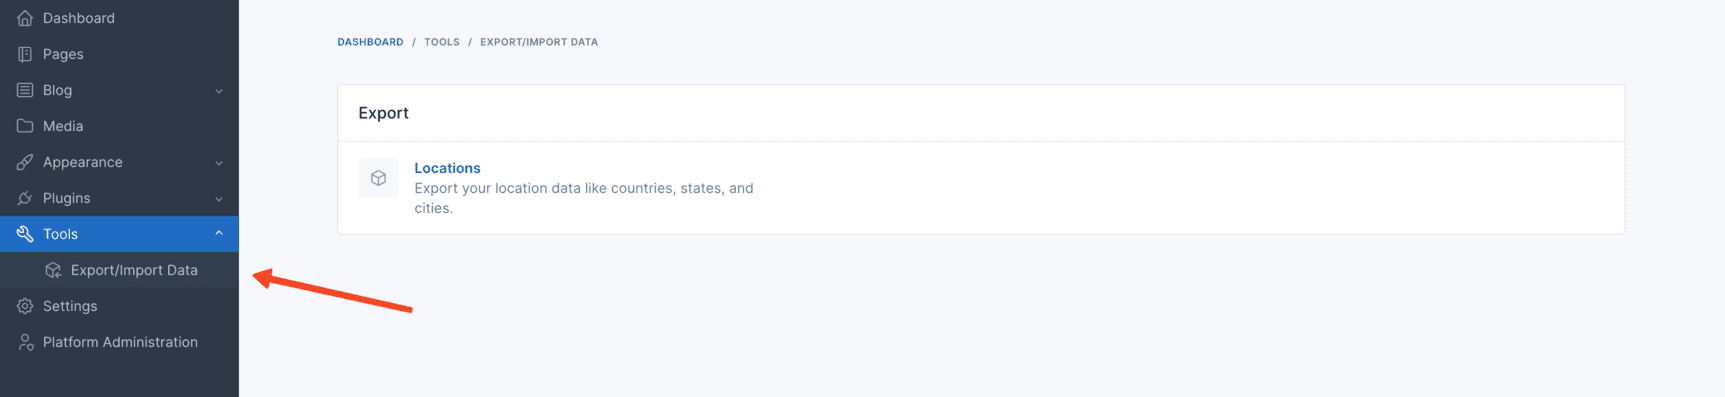 Dashboard
Pages
Blog
Media
Appearance
Plugins
Tools
Export/Import Data
Settings
Platform Administration
DASHBOARD / TOOLS / EXPORT/IMPORT DATA
Export
Locations
Export your location data like countries, states, and
cities.